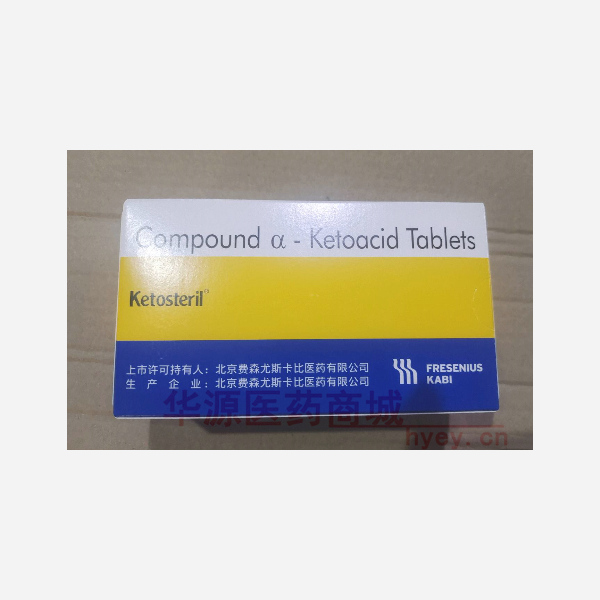 Compound α - Ketoacid Tablets
Ketosteril®
上市许可持有人：北京费森尤斯卡比医药有限公司
生产企业：北京费森尤斯卡比医药有限公司
FRESENIUS
KABI
华源医药商城
hyey.cn